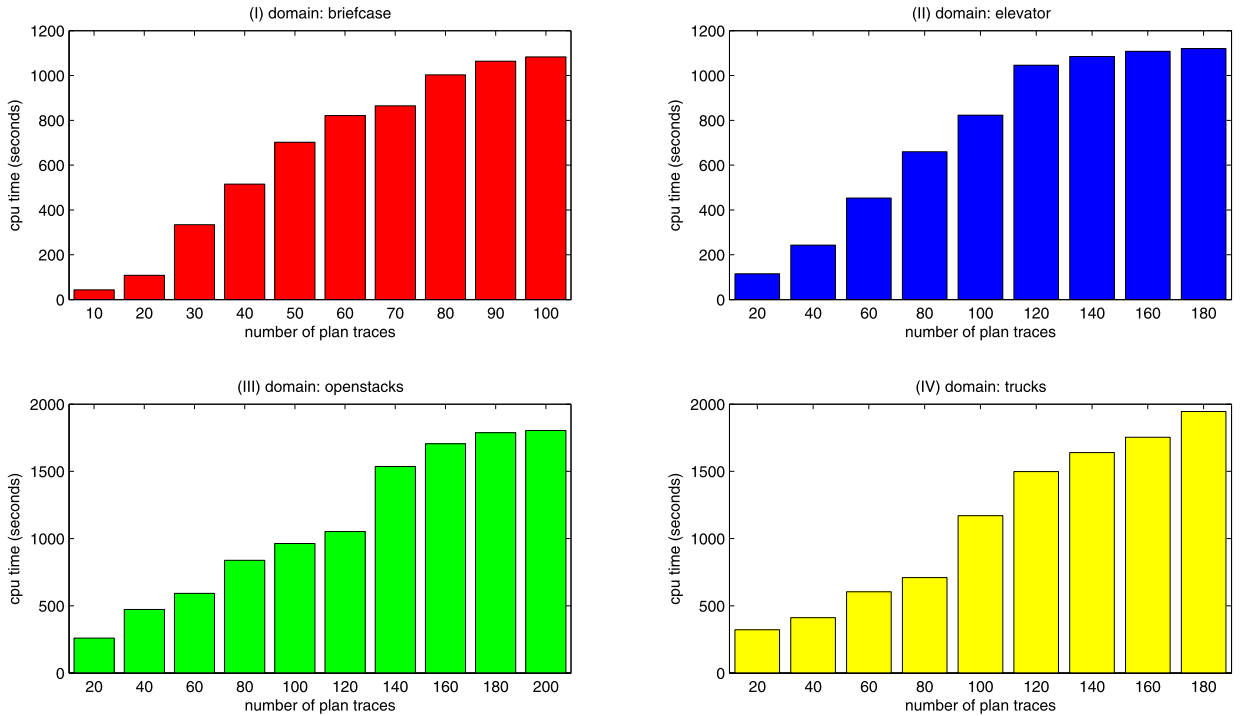 (I) domain: briefcase
1200
1000
800
600
400
200
0
cpu time (seconds)
10 20 30 40 50 60 70 80 90 100
number of plan traces
(II) domain: elevator
1200
1000
800
600
400
200
0
cpu time (seconds)
20 40 60 80 100 120 140 160 180
number of plan traces
(III) domain: openstacks
2000
1500
1000
500
0
cpu time (seconds)
20 40 60 80 100 120 140 160 180 200
number of plan traces
(IV) domain: trucks
2000
1500
1000
500
0
cpu time (seconds)
20 40 60 80 100 120 140 160 180
number of plan traces